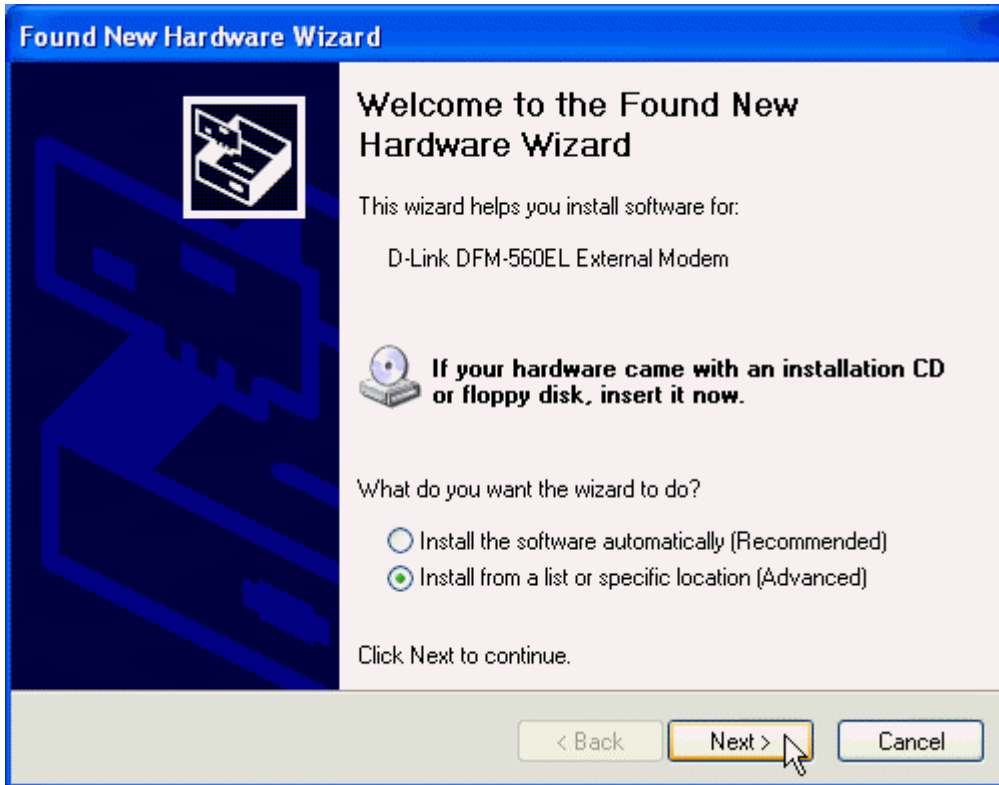 Found New Hardware Wizard
Welcome to the Found New
Hardware Wizard
This wizard helps you install software for:
D-Link DFM-560EL External Modem
If your hardware came with an installation CD
or floppy disk, insert it now.
What do you want the wizard to do?
Install the software automatically (Recommended)
Install from a list or specific location (Advanced)
Click Next to continue.
< Back Next > Cancel